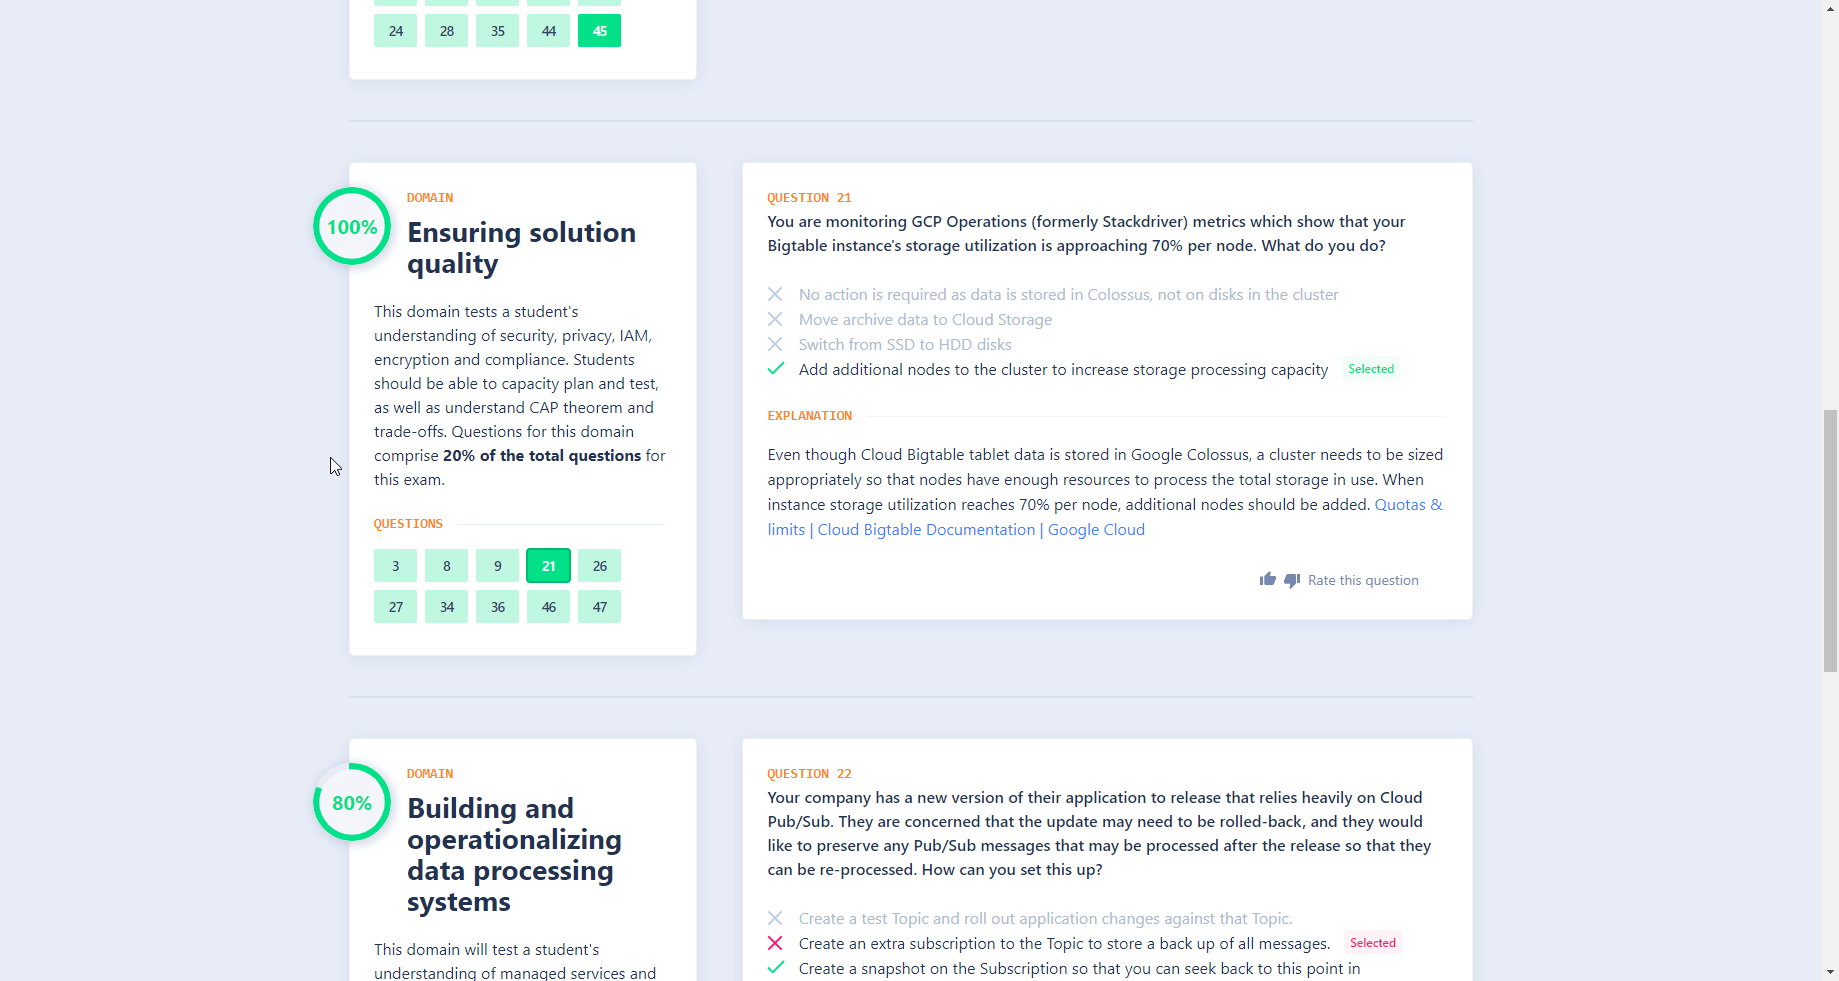 24 28 35 44 45
100%
DOMAIN
Ensuring solution
quality
This domain tests a student's
understanding of security, privacy, IAM,
encryption and compliance. Students
should be able to capacity plan and test,
as well as understand CAP theorem and
trade-offs. Questions for this domain
comprise 20% of the total questions for
this exam.
QUESTIONS
3 8 9 21 26
27 34 36 46 47
QUESTION 21
You are monitoring GCP Operations (formerly Stackdriver) metrics which show that your
Bigtable instance's storage utilization is approaching 70% per node. What do you do?
No action is required as data is stored in Colossus, not on disks in the cluster
Move archive data to Cloud Storage
Switch from SSD to HDD disks
Add additional nodes to the cluster to increase storage processing capacity Selected
EXPLANATION
Even though Cloud Bigtable tablet data is stored in Google Colossus, a cluster needs to be sized
appropriately so that nodes have enough resources to process the total storage in use. When
instance storage utilization reaches 70% per node, additional nodes should be added. Quotas &
limits | Cloud Bigtable Documentation | Google Cloud
Rate this question
80%
DOMAIN
Building and
operationalizing
data processing
systems
This domain will test a student's
understanding of managed services and
QUESTION 22
Your company has a new version of their application to release that relies heavily on Cloud
Pub/Sub. They are concerned that the update may need to be rolled-back, and they would
like to preserve any Pub/Sub messages that may be processed after the release so that they
can be re-processed. How can you set this up?
Create a test Topic and roll out application changes against that Topic.
Create an extra subscription to the Topic to store a back up of all messages. Selected
Create a snapshot on the Subscription so that you can seek back to this point in